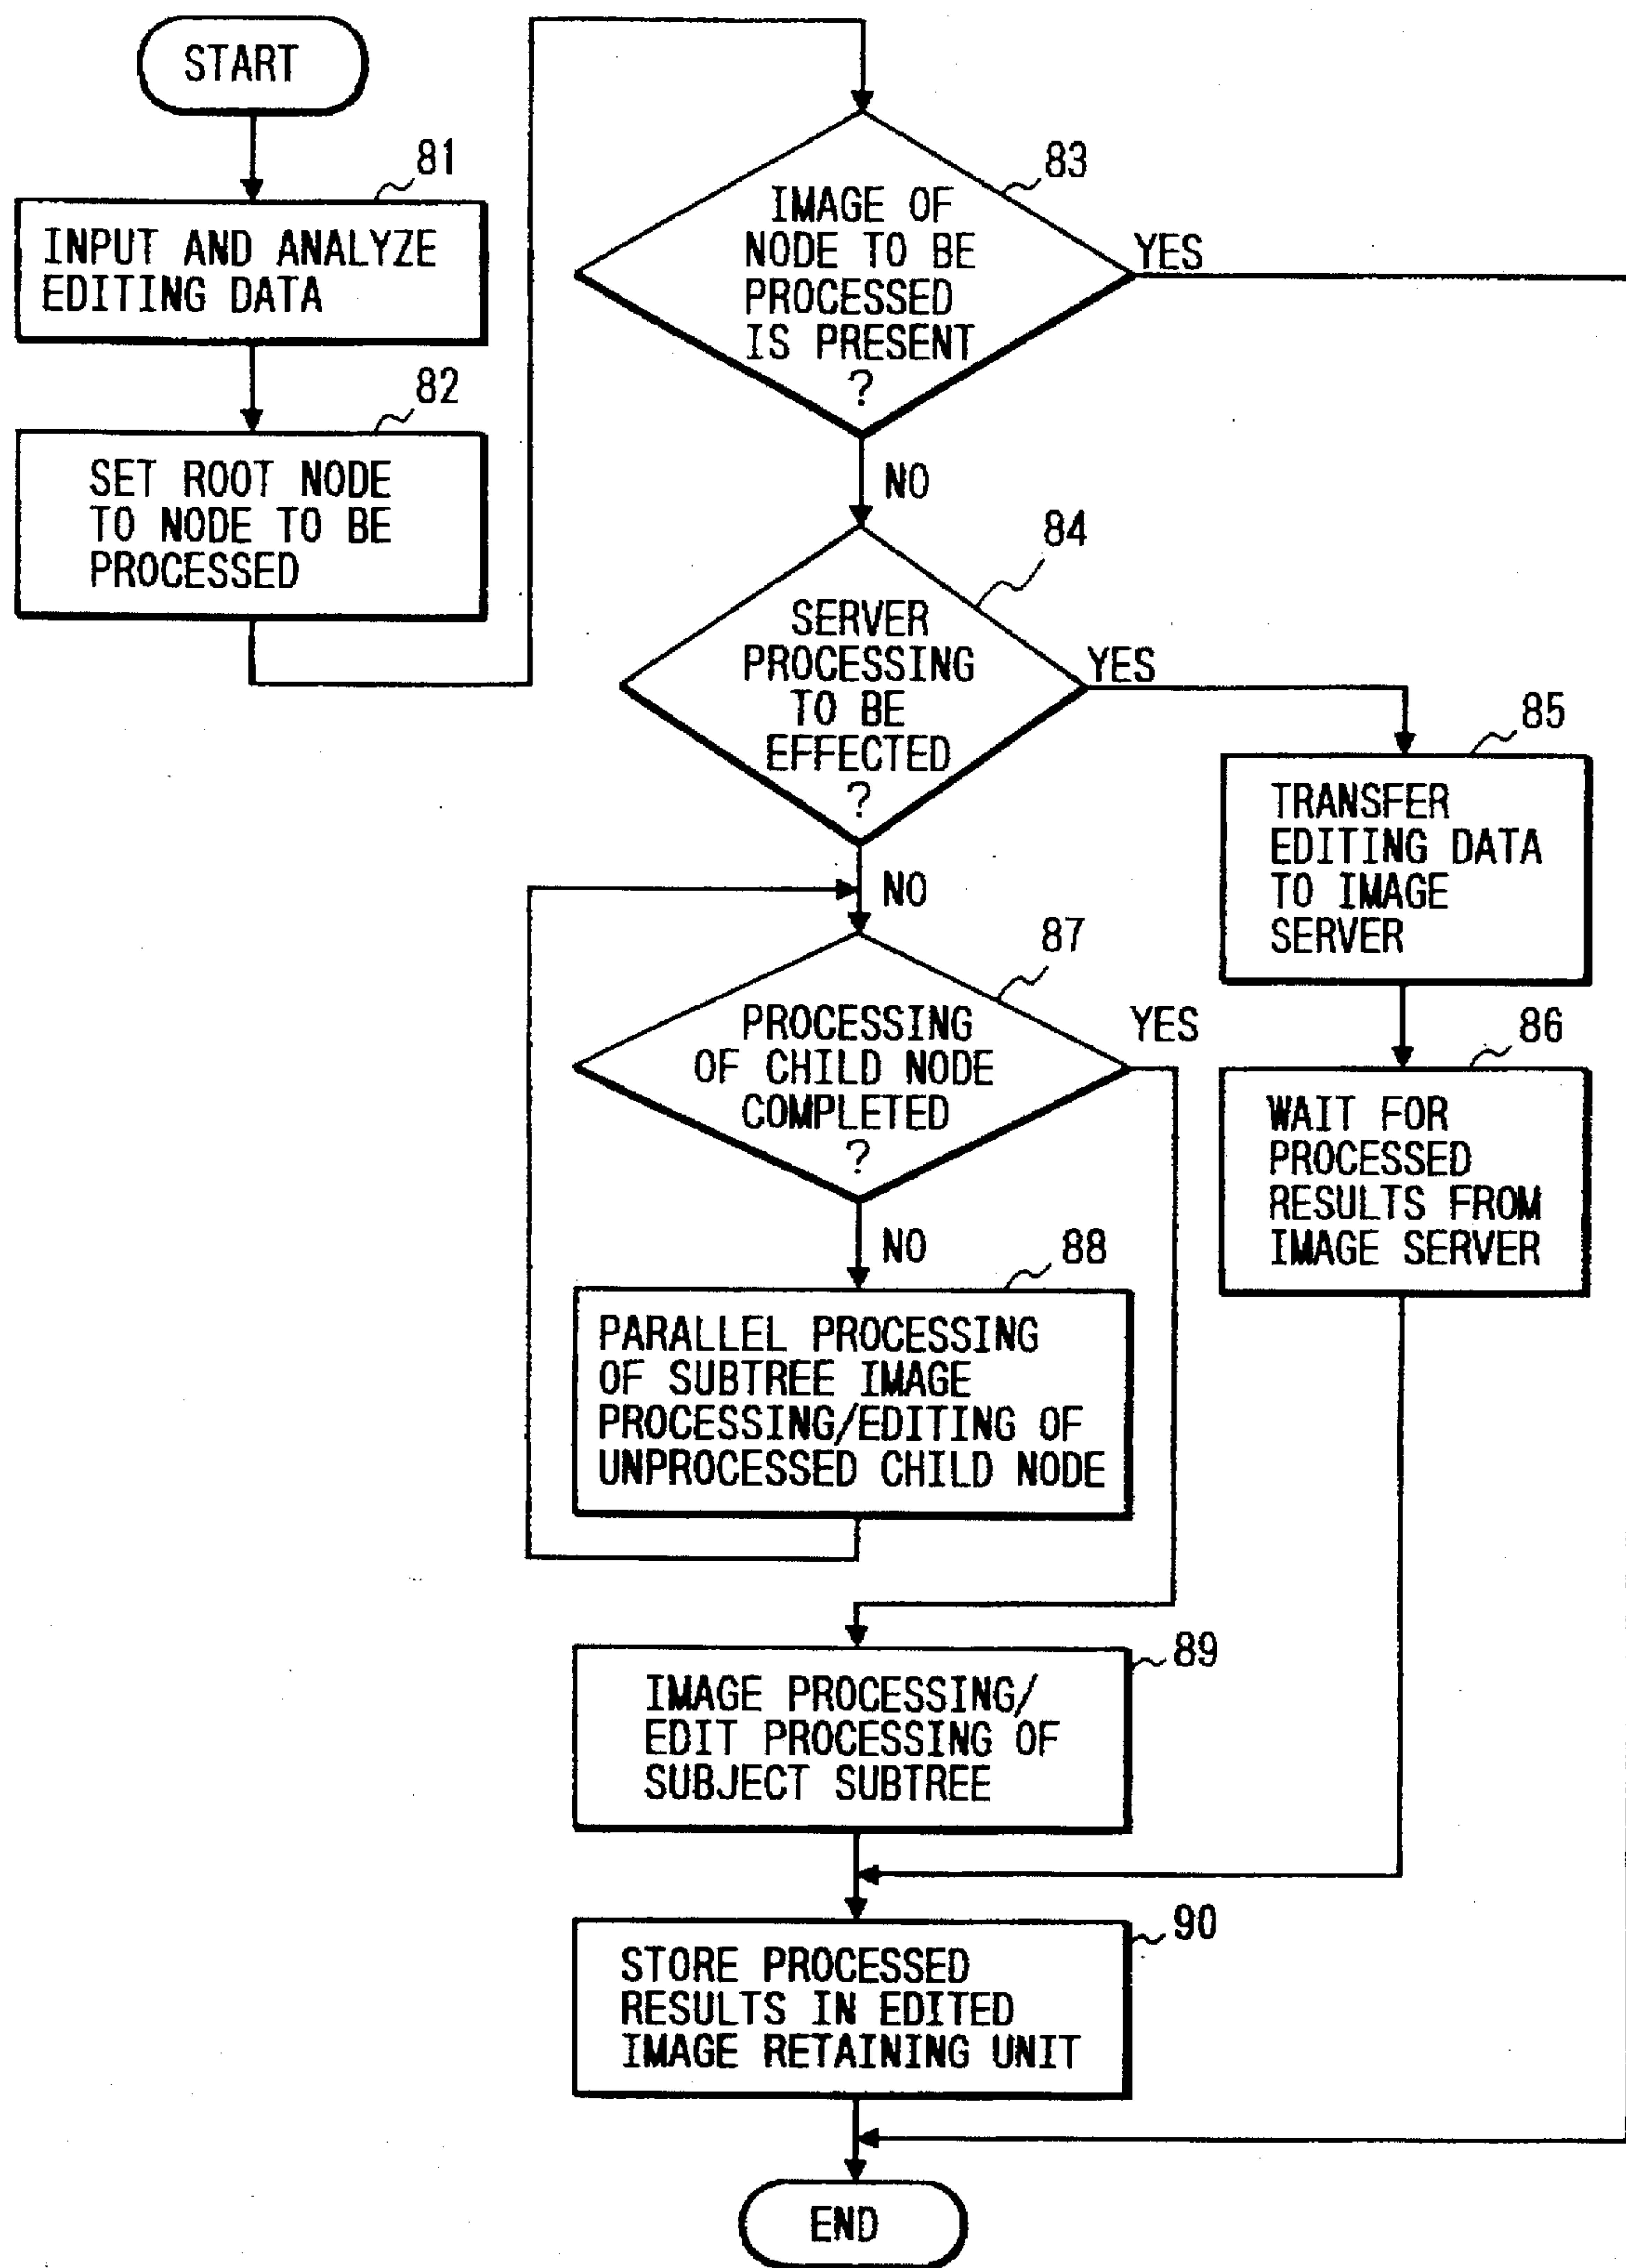 START
81
INPUT AND ANALYZE
EDITING DATA
82
SET ROOT NODE
TO NODE TO BE
PROCESSED
83
IMAGE OF
NODE TO BE
PROCESSED
IS PRESENT
?
YES
NO
84
SERVER
PROCESSING
TO BE
EFFECTED
?
YES
NO
85
TRANSFER
EDITING DATA
TO IMAGE
SERVER
86
WAIT FOR
PROCESSED
RESULTS FROM
IMAGE SERVER
87
PROCESSING
OF CHILD NODE
COMPLETED
?
YES
NO
88
PARALLEL PROCESSING
OF SUBTREE IMAGE
PROCESSING/EDITING OF
UNPROCESSED CHILD NODE
89
IMAGE PROCESSING/
EDIT PROCESSING OF
SUBJECT SUBTREE
90
STORE PROCESSED
RESULTS IN EDITED
IMAGE RETAINING UNIT
END